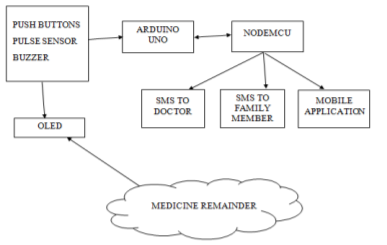 PUSH BUTTONS
PULSE SENSOR
BUZZER
ARDUINO
UNO
NODEMCU
SMS TO
DOCTOR
SMS TO
FAMILY
MEMBER
MOBILE
APPLICATION
OLED
MEDICINE REMAINDER